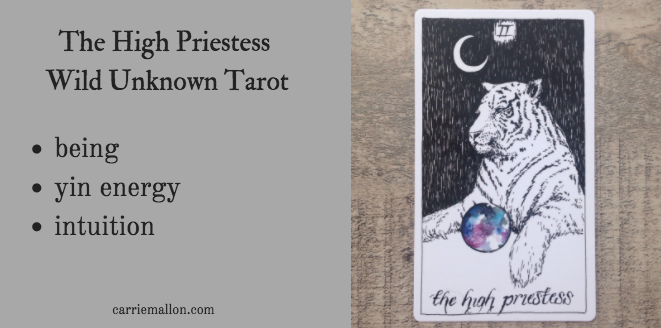 The High Priestess
Wild Unknown Tarot
being
yin energy
intuition
carriemallon.com
II
the high priestess